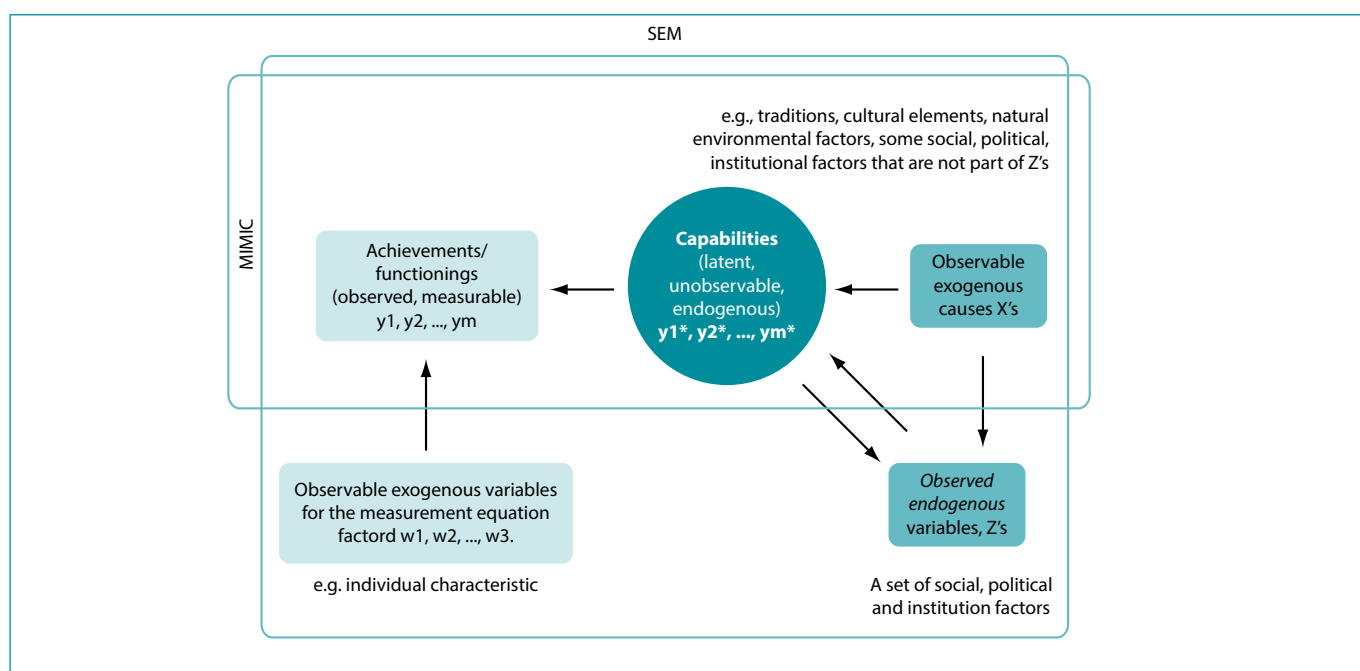 SEM
MIMIC
e.g., traditions, cultural elements, natural
environmental factors, some social, political,
institutional factors that are not part of Z’s
Achievements/
functionings
(observed, measurable)
y1, y2, ..., ym
Capabilities
(latent,
unobservable,
endogenous)
y1*, y2*, ..., ym*
Observable
exogenous
causes X’s
Observable exogenous variables
for the measurement equation
factord w1, w2, ..., w3.
e.g. individual characteristic
Observed
endogenous
variables, Z’s
A set of social, political
and institution factors